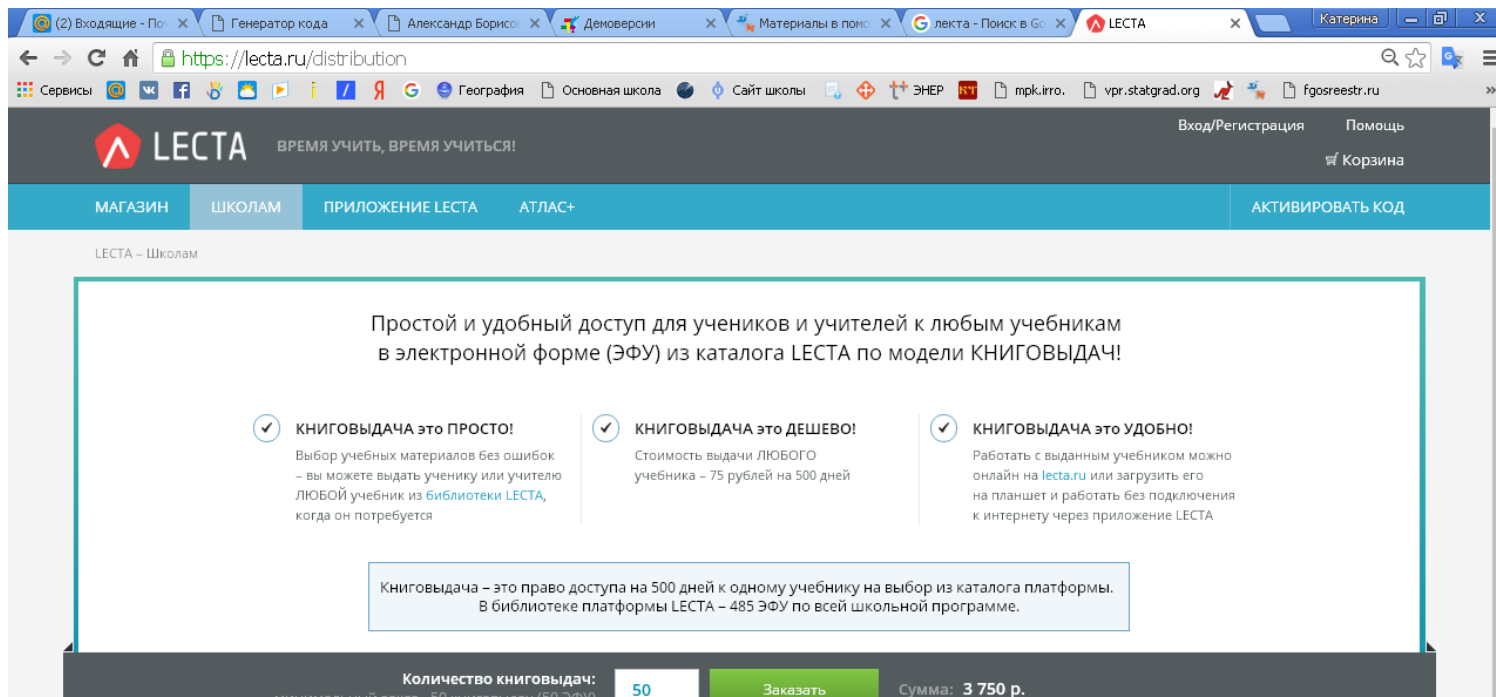 (2) Входящие - По
Генератор кода
Александр Борисо
Демоверсии
Материалы в помо
лекта - Поиск в Go
LECTA
Катерина
https://lecta.ru/distribution
Сервисы
География
Основная школа
Сайт школы
ЭНЕР
mpk.irro.
vpr.statgrad.org
fgosreestr.ru
LECTA
ВРЕМЯ УЧИТЬ, ВРЕМЯ УЧИТЬСЯ!
Вход/Регистрация
Помощь
Корзина
МАГАЗИН
ШКОЛАМ
ПРИЛОЖЕНИЕ LECTA
АТЛАС+
АКТИВИРОВАТЬ КОД
LECTA – Школам
Простой и удобный доступ для учеников и учителей к любым учебникам
в электронной форме (ЭФУ) из каталога LECTA по модели КНИГОВЫДАЧ!
КНИГОВЫДАЧА это ПРОСТО!
Выбор учебных материалов без ошибок
– вы можете выдать ученику или учителю
ЛЮБОЙ учебник из библиотеки LECTA,
когда он потребуется
КНИГОВЫДАЧА это ДЕШЕВО!
Стоимость выдачи ЛЮБОГО
учебника – 75 рублей на 500 дней
КНИГОВЫДАЧА это УДОБНО!
Работать с выданным учебником можно
онлайн на lecta.ru или загрузить его
на планшет и работать без подключения
к интернету через приложение LECTA
Книговыдача – это право доступа на 500 дней к одному учебнику на выбор из каталога платформы.
В библиотеке платформы LECTA – 485 ЭФУ по всей школьной программе.
Количество книговыдач:
50
Заказать
Сумма: 3 750 р.